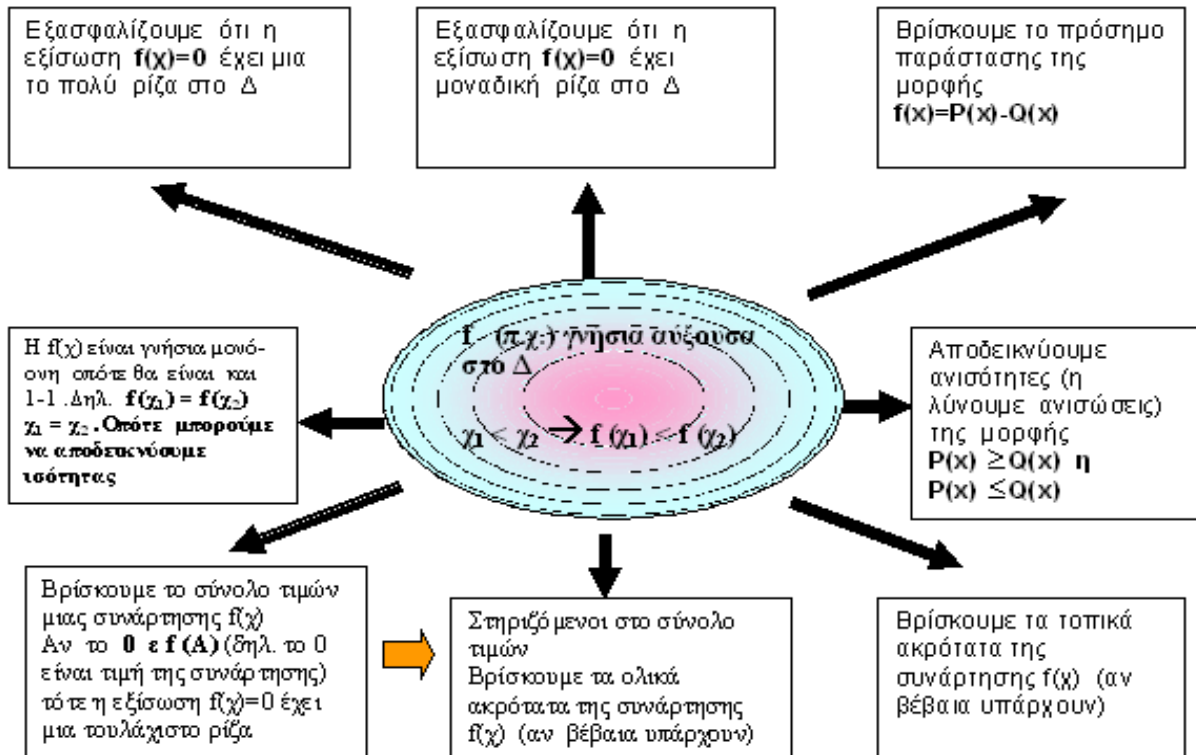 Εξασφαλίζουμε ότι η
εξίσωση f(χ)=0 έχει μια
το πολύ ρίζα στο Δ
Εξασφαλίζουμε ότι η
εξίσωση f(χ)=0 έχει
μοναδική ρίζα στο Δ
Βρίσκουμε το πρόσημο
παράστασης της
μορφής
f(x)=P(x)-Q(x)
f (π.χ.) γνήσια αύξουσα
στο Δ
χ₁ < χ₂ → f (χ₁) < f (χ₂)
Η f(χ) είναι γνήσια μονό-
ονη οπότε θα είναι και
1-1 .Δηλ. f(χ₁) = f(χ₂)
χ₁ = χ₂ .Οπότε μπορούμε
να αποδεικνύουμε
ισότητας
Αποδεικνύουμε
ανισότητες (η
λύνουμε ανισώσεις)
της μορφής
P(x) ≥Q(x) η
P(x) ≤Q(x)
Βρίσκουμε το σύνολο τιμών
μιας συνάρτησης f(χ)
Αν το 0 ε f (Α) (δηλ. το 0
είναι τιμή της συνάρτησης)
τότε η εξίσωση f(χ)=0 έχει
μια τουλάχιστο ρίζα
Στηριζόμενοι στο σύνολο
τιμών
Βρίσκουμε τα ολικά
ακρότατα της συνάρτησης
f(χ) (αν βέβαια υπάρχουν)
Βρίσκουμε τα τοπικά
ακρότατα της
συνάρτησης f(χ) (αν
βέβαια υπάρχουν)